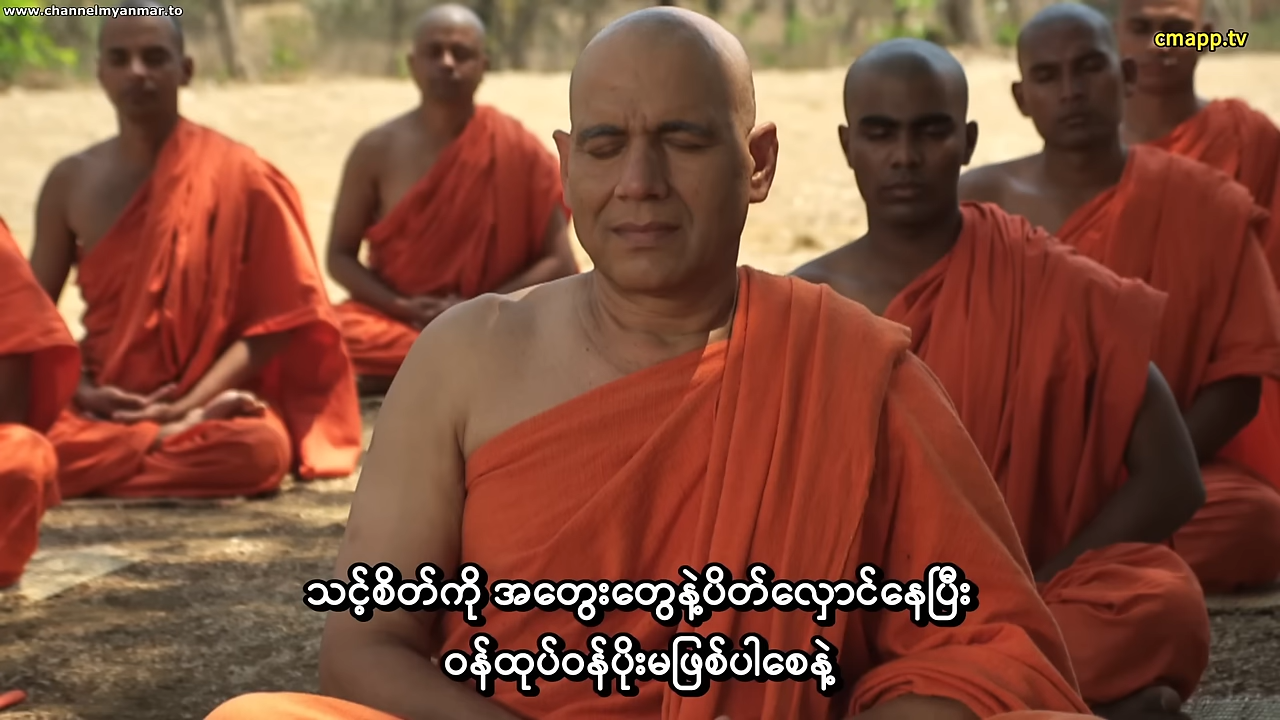 www.channelmyanmar.to
cmapp.tv
သင့်စိတ်ကို အတွေးတွေနဲ့ပိတ်လှောင်နေပြီး
ဝန်ထုပ်ဝန်ပိုးမဖြစ်ပါစေနဲ့